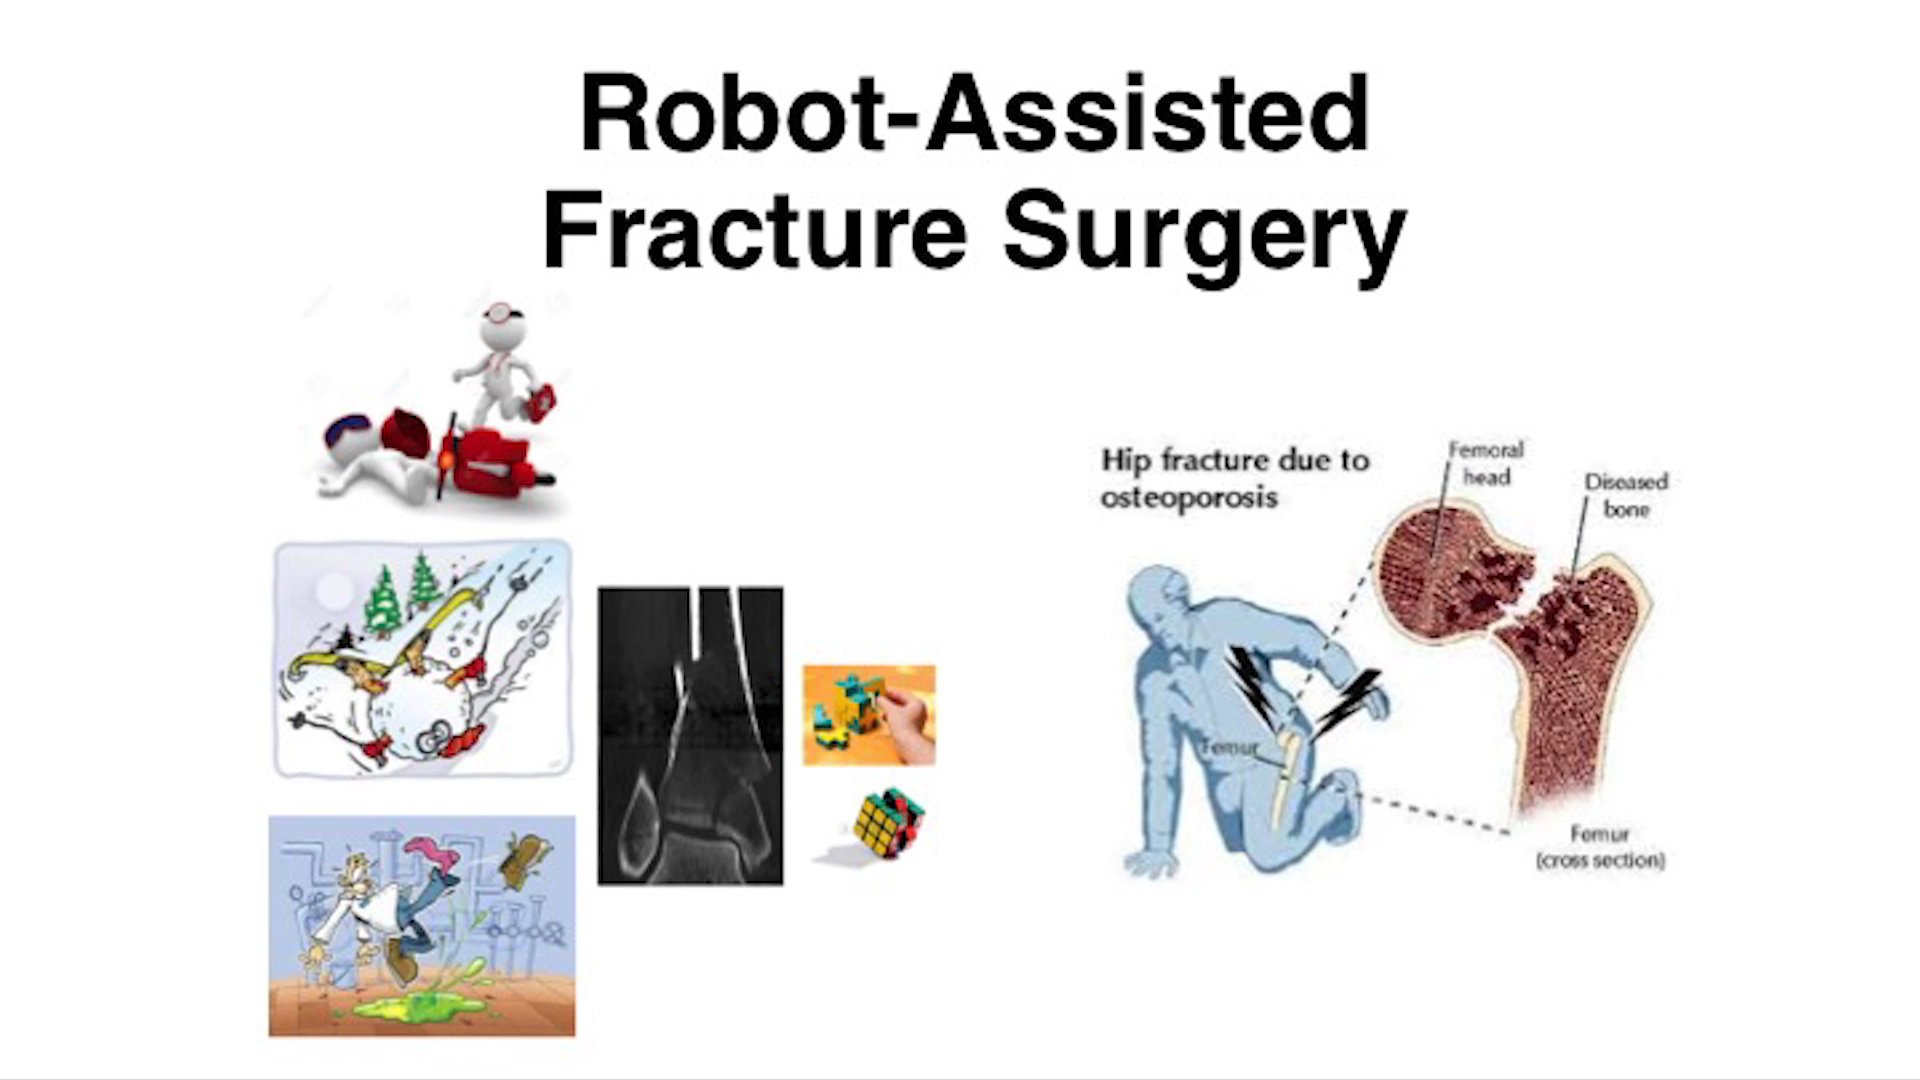 Robot-Assisted
Fracture Surgery
Hip fracture due to
osteoporosis
Femoral
head
Diseased
bone
Femur
Femur
(cross section)